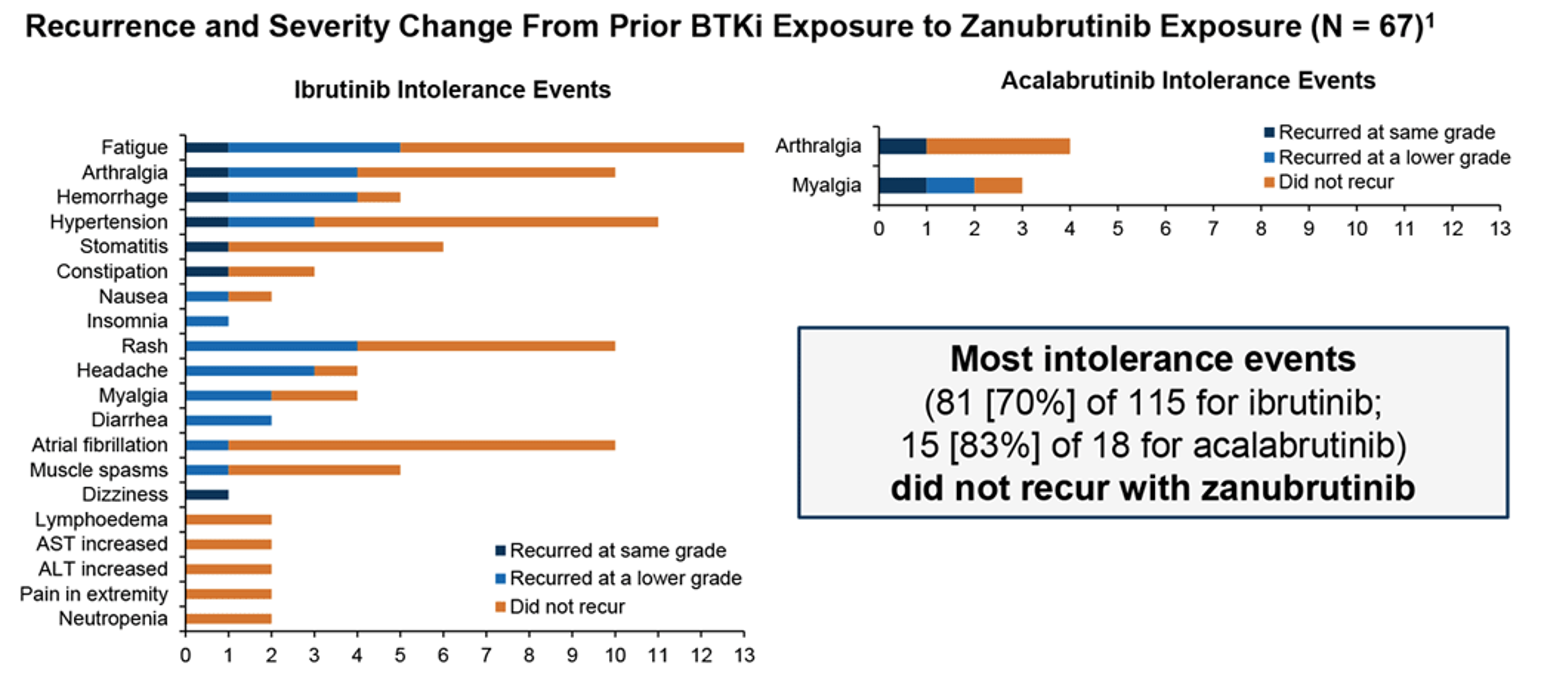 Recurrence and Severity Change From Prior BTKi Exposure to Zanubrutinib Exposure (N = 67)¹
Ibrutinib Intolerance Events
Fatigue
Arthralgia
Hemorrhage
Hypertension
Stomatitis
Constipation
Nausea
Insomnia
Rash
Headache
Myalgia
Diarrhea
Atrial fibrillation
Muscle spasms
Dizziness
Lymphoedema
AST increased
ALT increased
Pain in extremity
Neutropenia
Recurred at same grade
Recurred at a lower grade
Did not recur
0 1 2 3 4 5 6 7 8 9 10 11 12 13
Acalabrutinib Intolerance Events
Arthralgia
Myalgia
Recurred at same grade
Recurred at a lower grade
Did not recur
0 1 2 3 4 5 6 7 8 9 10 11 12 13
Most intolerance events
(81 [70%] of 115 for ibrutinib;
15 [83%] of 18 for acalabrutinib)
did not recur with zanubrutinib